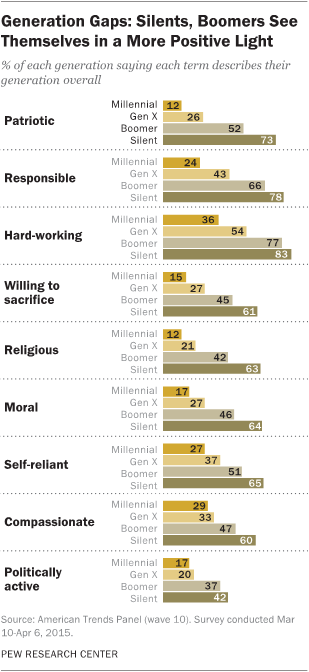 Generation Gaps: Silents, Boomers See
Themselves in a More Positive Light
% of each generation saying each term describes their
generation overall
Patriotic
Millennial 12
Gen X 26
Boomer 52
Silent 73
Responsible
Millennial 24
Gen X 43
Boomer 66
Silent 78
Hard-working
Millennial 36
Gen X 54
Boomer 77
Silent 83
Willing to
sacrifice
Millennial 15
Gen X 27
Boomer 45
Silent 61
Religious
Millennial 12
Gen X 21
Boomer 42
Silent 63
Moral
Millennial 17
Gen X 27
Boomer 46
Silent 64
Self-reliant
Millennial 27
Gen X 37
Boomer 51
Silent 65
Compassionate
Millennial 29
Gen X 33
Boomer 47
Silent 60
Politically
active
Millennial 17
Gen X 20
Boomer 37
Silent 42
Source: American Trends Panel (wave 10). Survey conducted Mar
10-Apr 6, 2015.
PEW RESEARCH CENTER